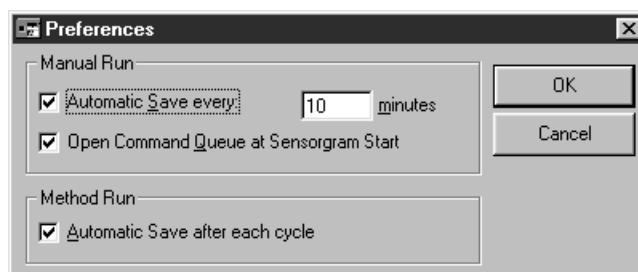 Preferences
Manual Run
Automatic Save every: 10 minutes
Open Command Queue at Sensorgram Start
OK
Cancel
Method Run
Automatic Save after each cycle